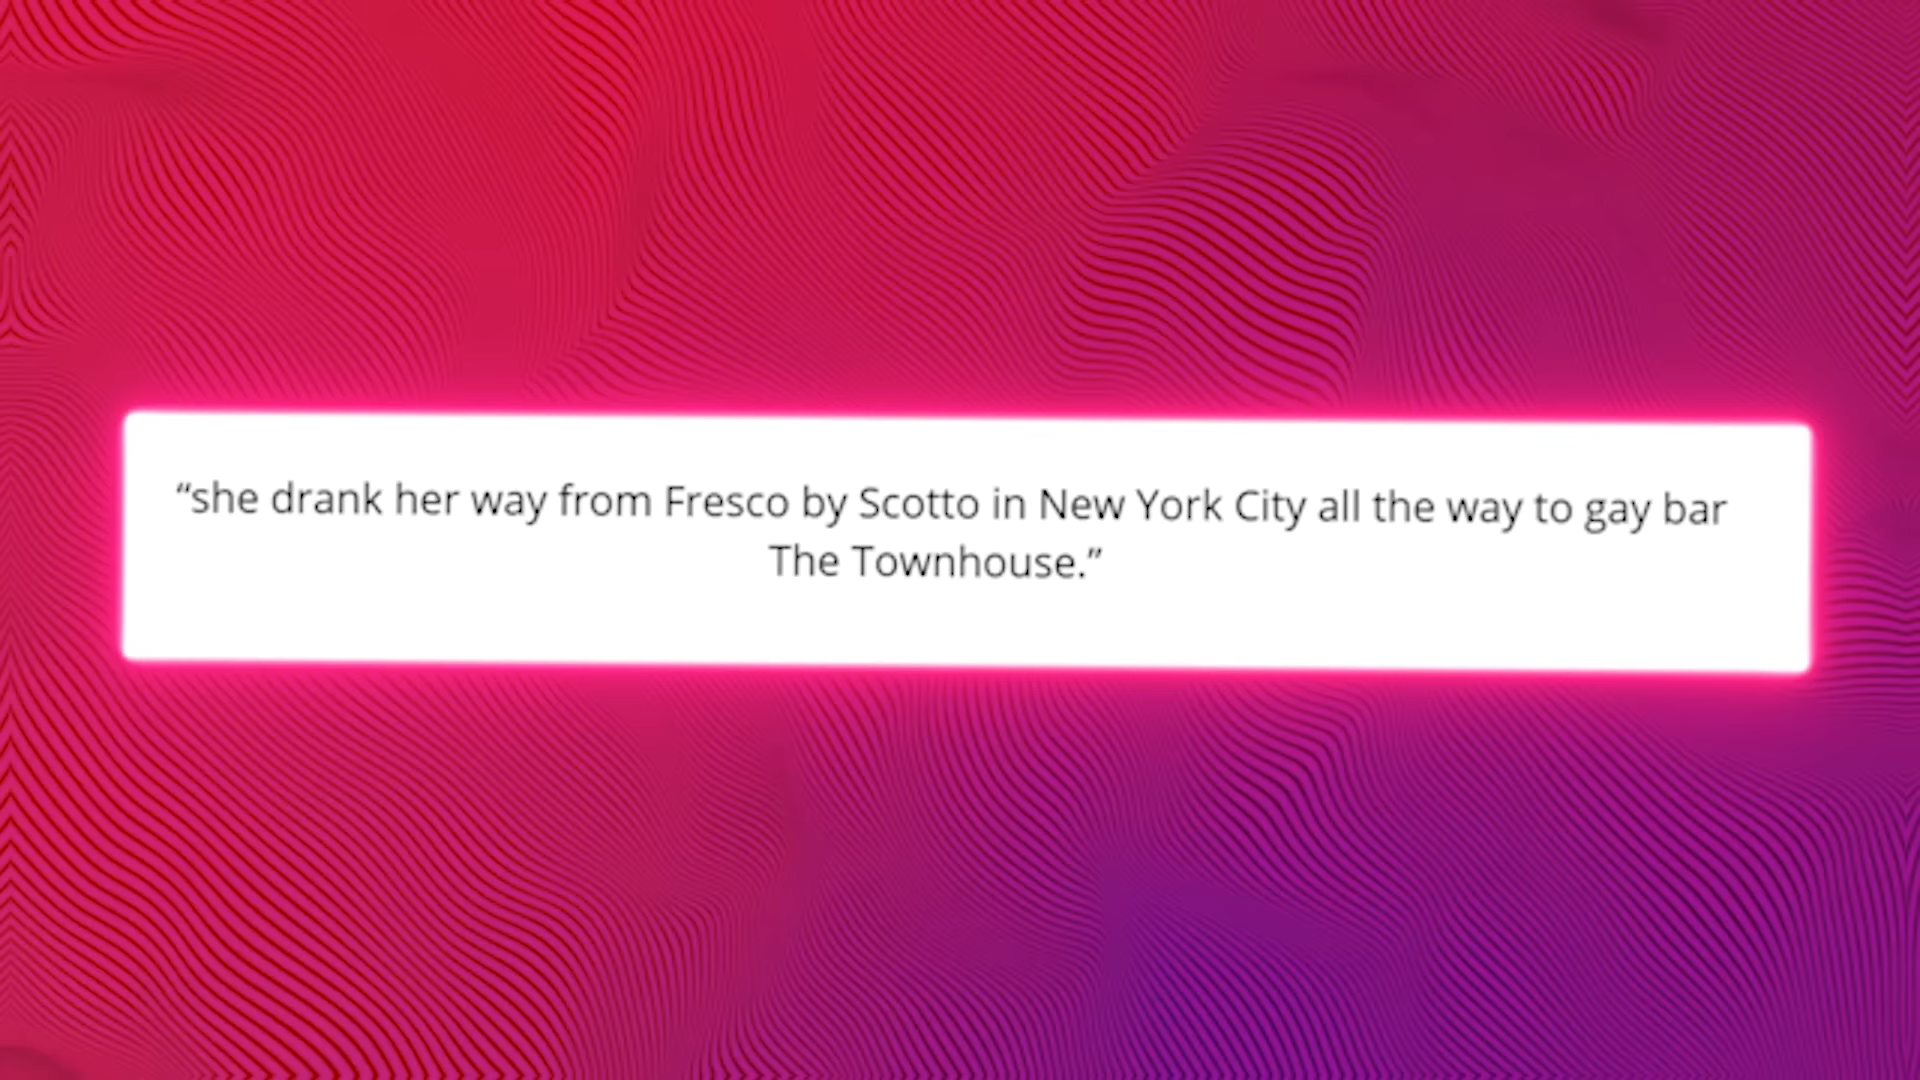 “she drank her way from Fresco by Scotto in New York City all the way to gay bar
The Townhouse.”